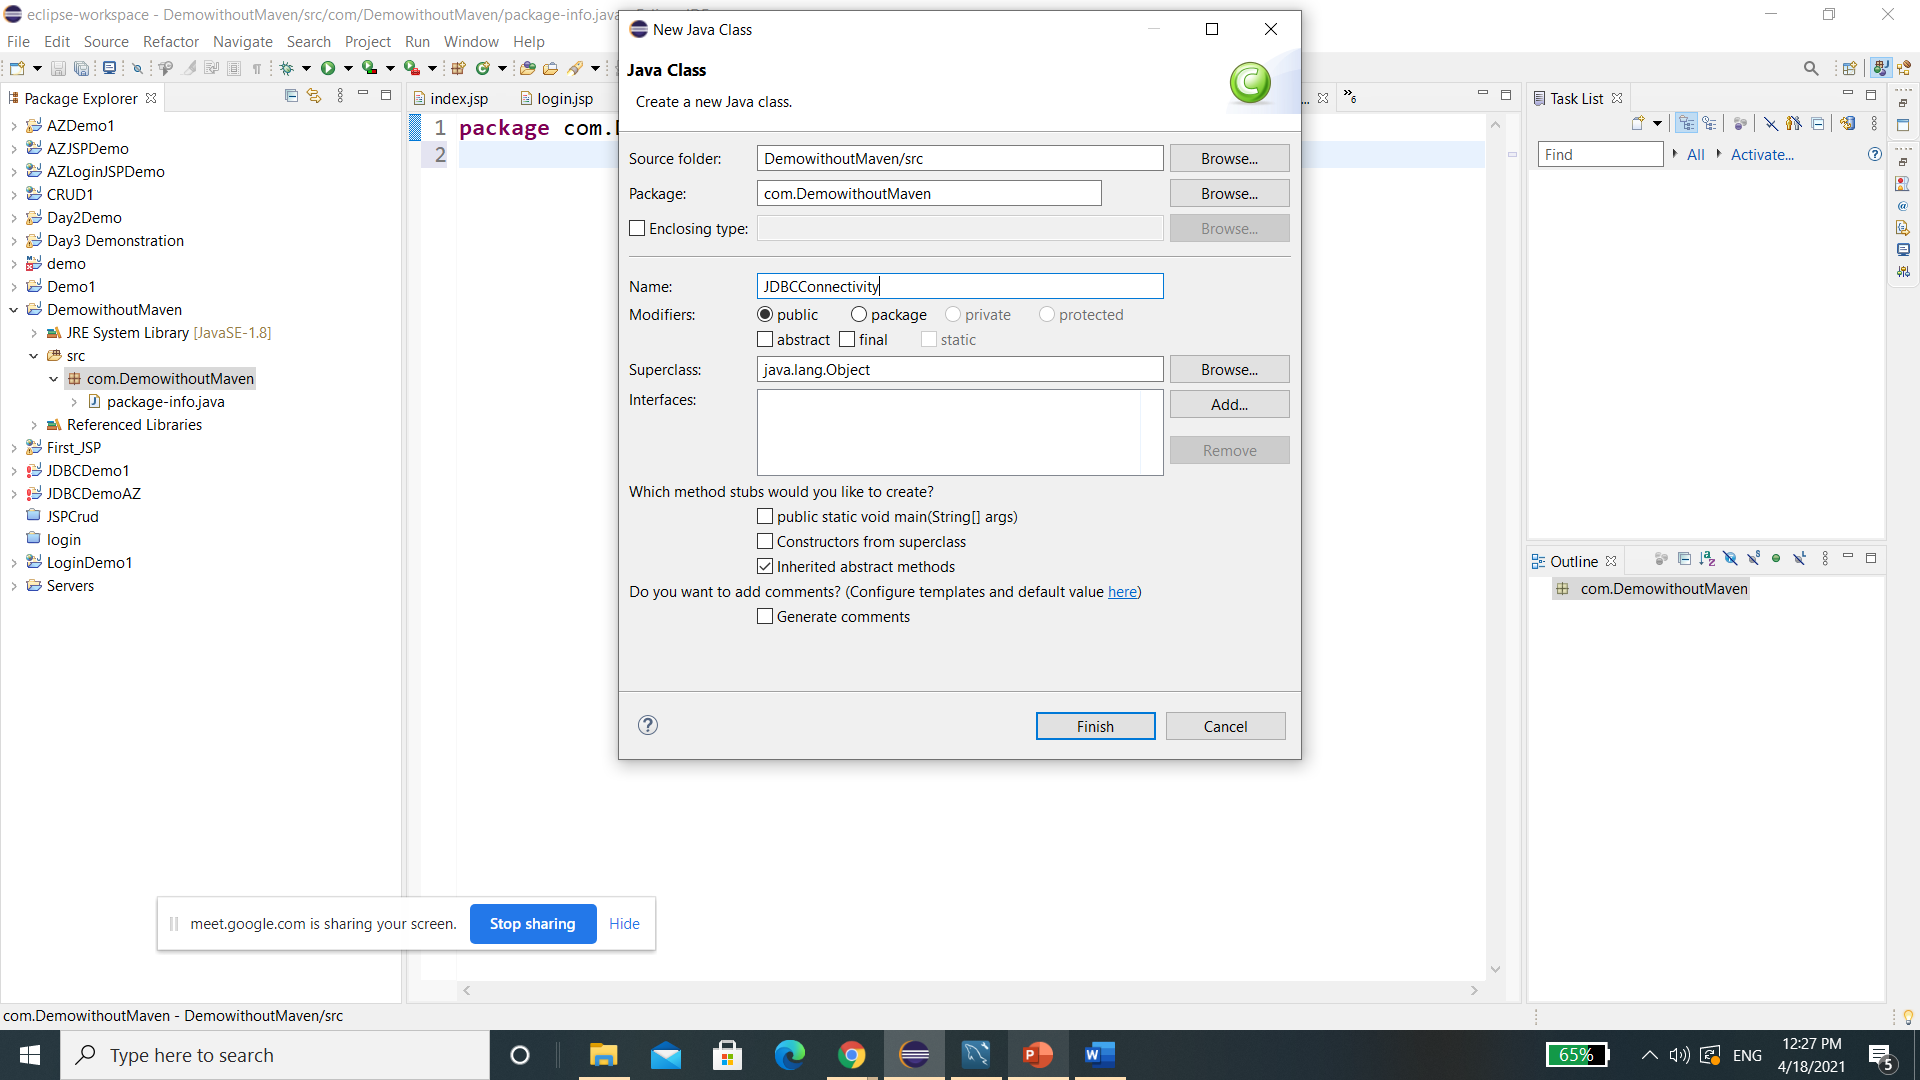 eclipse-workspace - DemowithoutMaven/src/com/DemowithoutMaven/package-info.java
File Edit Source Refactor Navigate Search Project Run Window Help
Package Explorer
AZDemo1
AZJSPDemo
AZLoginJSPDemo
CRUD1
Day2Demo
Day3 Demonstration
demo
Demo1
DemowithoutMaven
JRE System Library [JavaSE-1.8]
src
com.DemowithoutMaven
package-info.java
Referenced Libraries
First_JSP
JDBCDemo1
JDBCDemoAZ
JSPCrud
login
LoginDemo1
Servers
index.jsp
login.jsp
...
»6
1 package com.D
2
New Java Class
Java Class
Create a new Java class.
Source folder: DemowithoutMaven/src Browse...
Package: com.DemowithoutMaven Browse...
Enclosing type: Browse...
Name: JDBCConnectivity
Modifiers: public package private protected
abstract final static
Superclass: java.lang.Object Browse...
Interfaces: Add...
Remove
Which method stubs would you like to create?
public static void main(String[] args)
Constructors from superclass
Inherited abstract methods
Do you want to add comments? (Configure templates and default value here)
Generate comments
Finish Cancel
Task List
Find All Activate...
Outline
com.DemowithoutMaven
meet.google.com is sharing your screen. Stop sharing Hide
com.DemowithoutMaven - DemowithoutMaven/src
Type here to search
65%
ENG
12:27 PM
4/18/2021
5